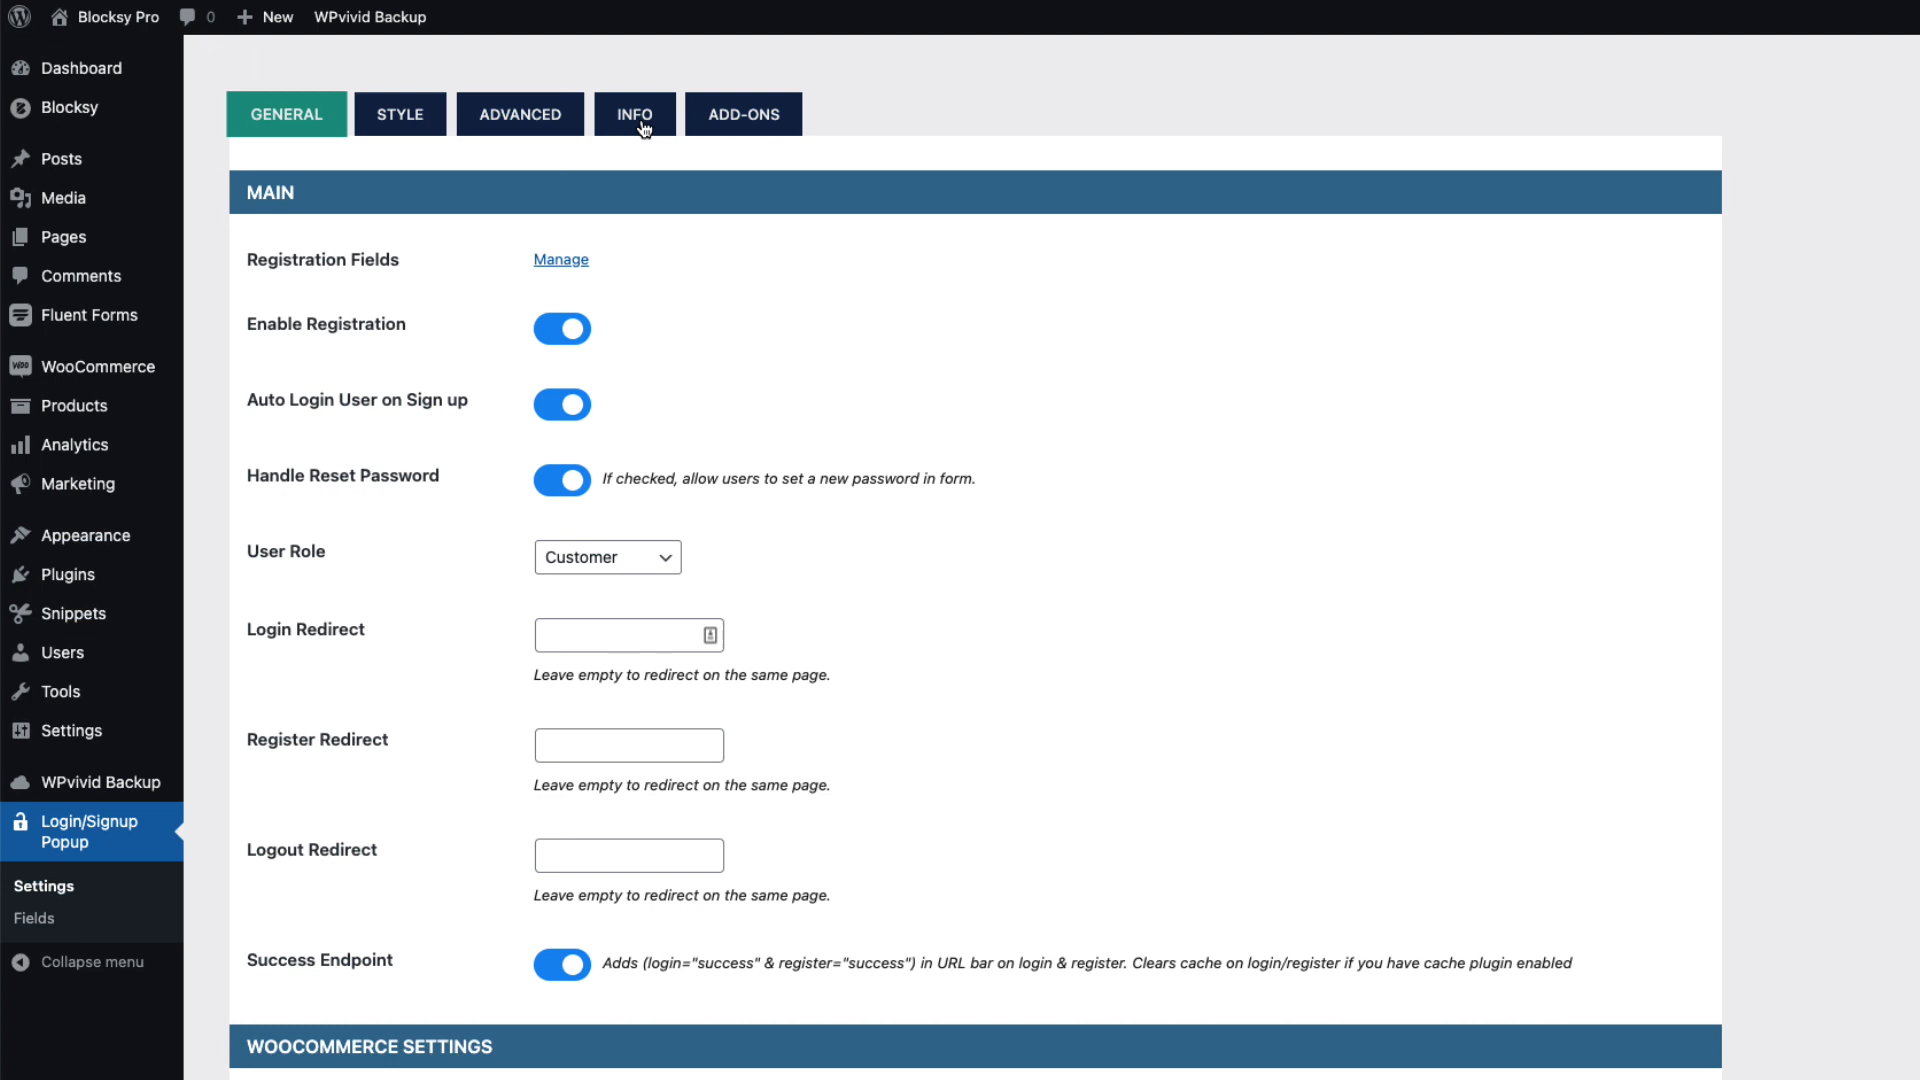 Blocksy Pro 0 New WPvivid Backup
Dashboard
Blocksy
Posts
Media
Pages
Comments
Fluent Forms
WooCommerce
Products
Analytics
Marketing
Appearance
Plugins
Snippets
Users
Tools
Settings
WPvivid Backup
Login/Signup
Popup
Settings
Fields
Collapse menu
GENERAL STYLE ADVANCED INFO ADD-ONS
MAIN
Registration Fields Manage
Enable Registration
Auto Login User on Sign up
Handle Reset Password If checked, allow users to set a new password in form.
User Role Customer
Login Redirect
Leave empty to redirect on the same page.
Register Redirect
Leave empty to redirect on the same page.
Logout Redirect
Leave empty to redirect on the same page.
Success Endpoint Adds (login="success" & register="success") in URL bar on login & register. Clears cache on login/register if you have cache plugin enabled
WOOCOMMERCE SETTINGS